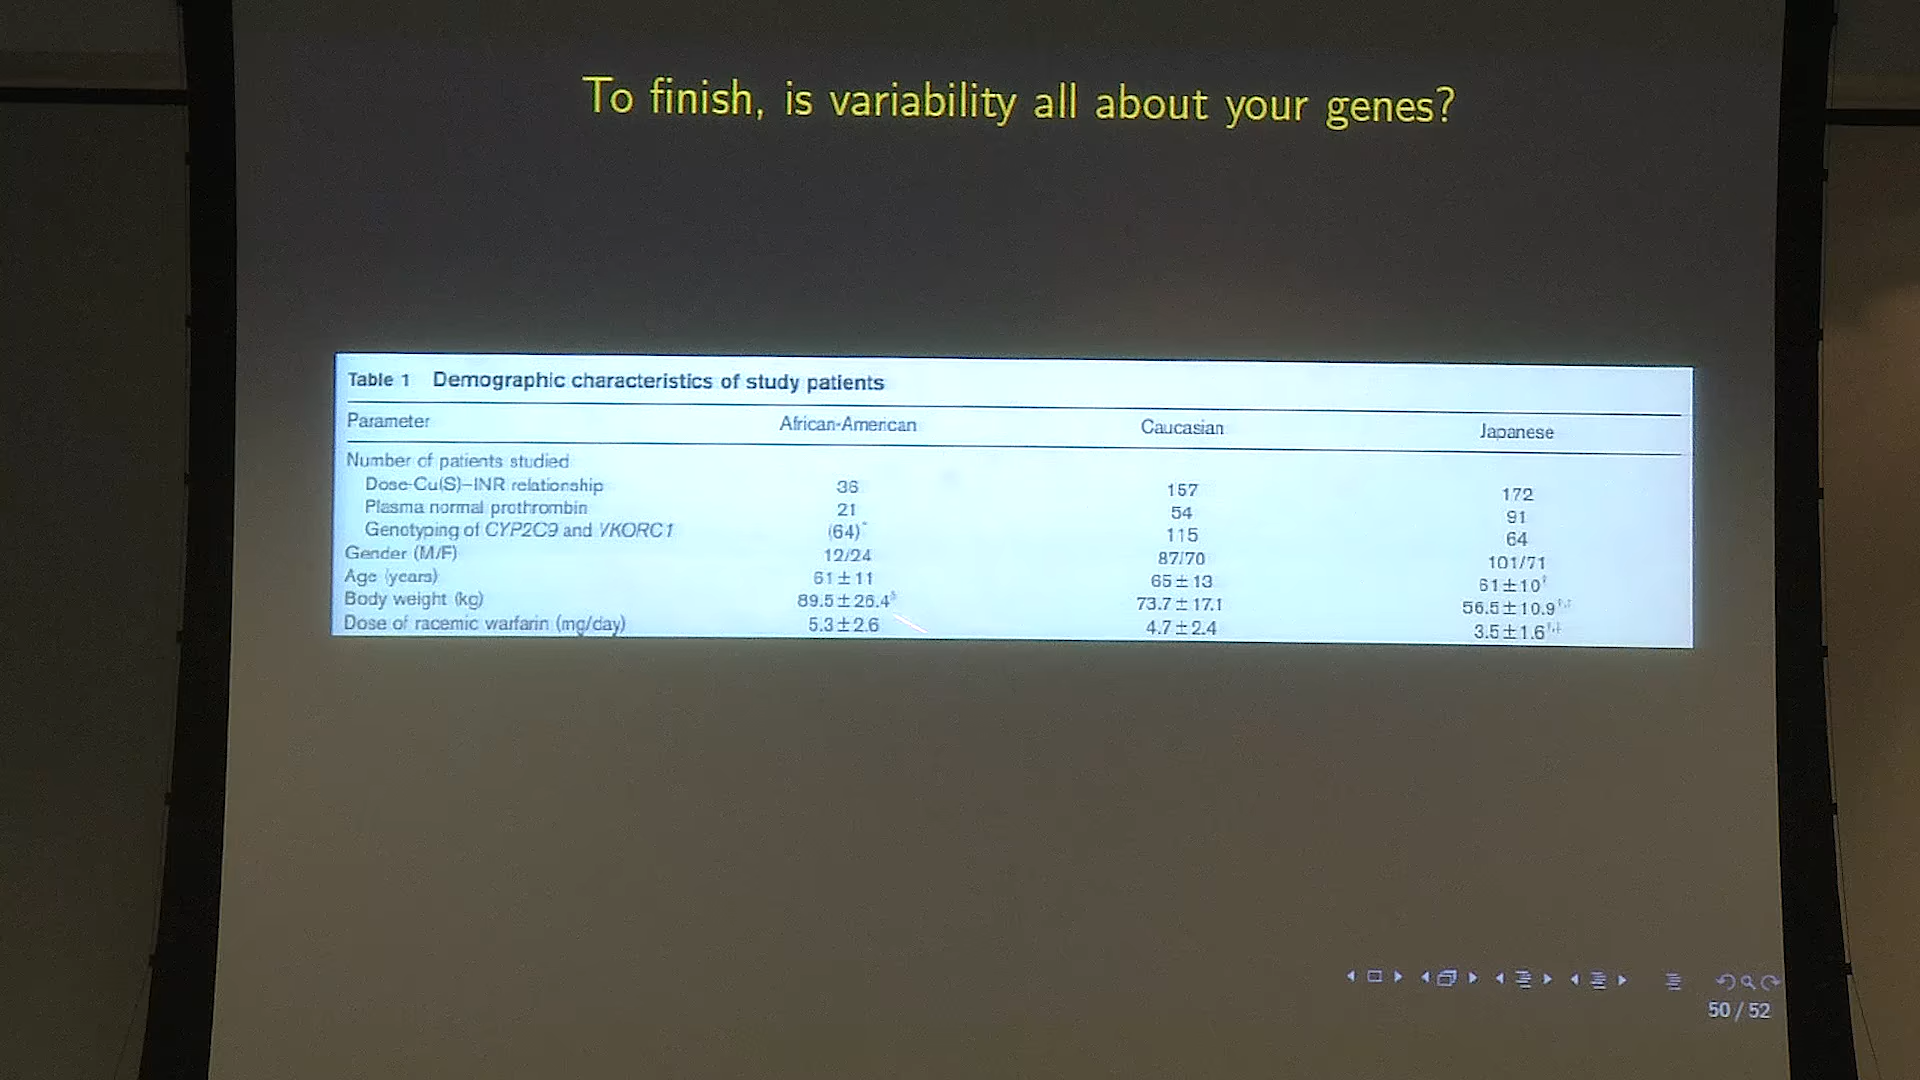 To finish, is variability all about your genes?
Table 1 Demographic characteristics of study patients
Parameter African-American Caucasian Japanese
Number of patients studied
Dose-Cu(S)–INR relationship 36 157 172
Plasma normal prothrombin 21 54 91
Genotyping of CYP2C9 and VKORC1 (64)* 115 64
Gender (M/F) 12/24 87/70 101/71
Age (years) 61±11 65±13 61±10†
Body weight (kg) 89.5±26.4§ 73.7±17.1 56.5±10.9†,‡
Dose of racemic warfarin (mg/day) 5.3±2.6 4.7±2.4 3.5±1.6†,‡
50 / 52